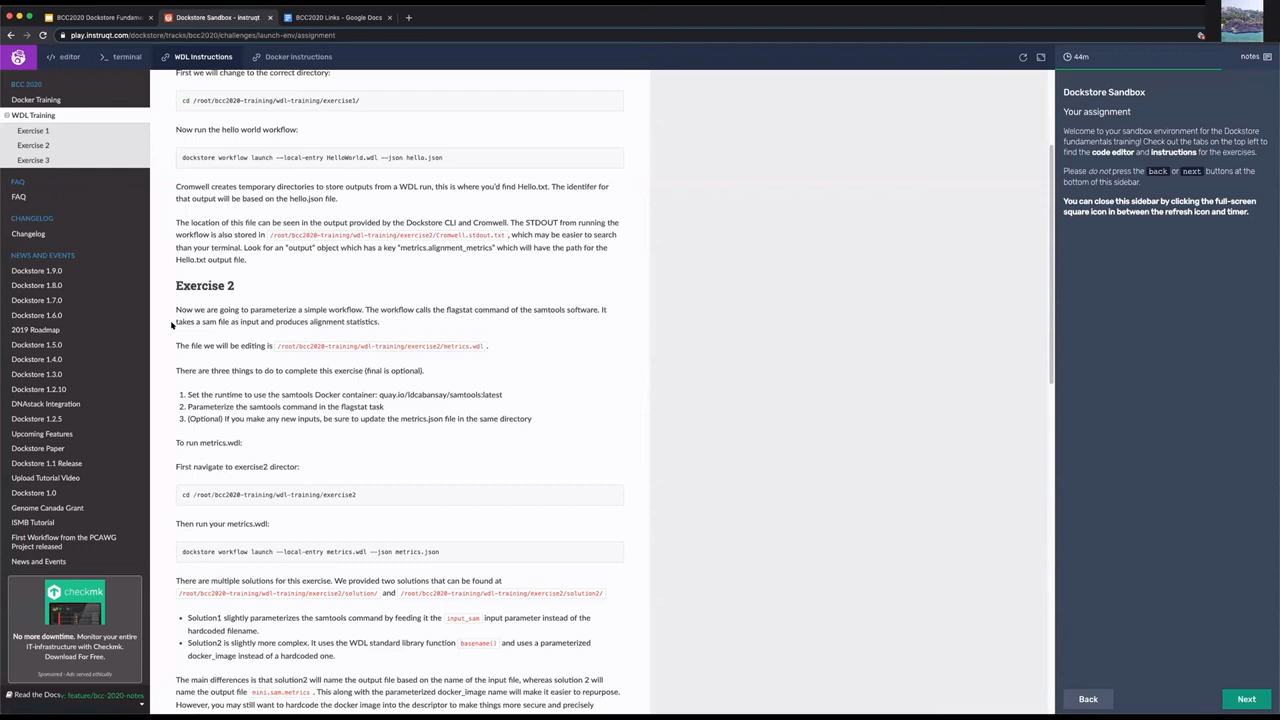 BCC2020 Dockstore Fundam
Dockstore Sandbox - instruqt
BCC2020 Links - Google Docs
play.instruqt.com/dockstore/tracks/bcc2020/challenges/launch-env/assignment
editor
terminal
WDL Instructions
Docker Instructions
44m
notes
BCC 2020
Docker Training
WDL Training
Exercise 1
Exercise 2
Exercise 3
FAQ
FAQ
CHANGELOG
Changelog
NEWS AND EVENTS
Dockstore 1.9.0
Dockstore 1.8.0
Dockstore 1.7.0
Dockstore 1.6.0
2019 Roadmap
Dockstore 1.5.0
Dockstore 1.4.0
Dockstore 1.3.0
Dockstore 1.2.10
DNAstack Integration
Dockstore 1.2.5
Upcoming Features
Dockstore Paper
Dockstore 1.1 Release
Upload Tutorial Video
Dockstore 1.0
Genome Canada Grant
ISMB Tutorial
First Workflow from the PCAWG
Project released
News and Events
checkmk
No more downtime. Monitor your entire
IT-infrastructure with Checkmk.
Download For Free.
Sponsored · Ads served ethically
Read the Docs
v: feature/bcc-2020-notes
First we will change to the correct directory:
cd /root/bcc2020-training/wdl-training/exercise1/
Now run the hello world workflow:
dockstore workflow launch --local-entry HelloWorld.wdl --json hello.json
Cromwell creates temporary directories to store outputs from a WDL run, this is where you'd find Hello.txt. The identifer for
that output will be based on the hello.json file.
The location of this file can be seen in the output provided by the Dockstore CLI and Cromwell. The STDOUT from running the
workflow is also stored in /root/bcc2020-training/wdl-training/exercise2/Cromwell.stdout.txt , which may be easier to search
than your terminal. Look for an "output" object which has a key "metrics.alignment_metrics" which will have the path for the
Hello.txt output file.
Exercise 2
Now we are going to parameterize a simple workflow. The workflow calls the flagstat command of the samtools software. It
takes a sam file as input and produces alignment statistics.
The file we will be editing is /root/bcc2020-training/wdl-training/exercise2/metrics.wdl .
There are three things to do to complete this exercise (final is optional).
1. Set the runtime to use the samtools Docker container: quay.io/ldcabansay/samtools:latest
2. Parameterize the samtools command in the flagstat task
3. (Optional) If you make any new inputs, be sure to update the metrics.json file in the same directory
To run metrics.wdl:
First navigate to exercise2 director:
cd /root/bcc2020-training/wdl-training/exercise2
Then run your metrics.wdl:
dockstore workflow launch --local-entry metrics.wdl --json metrics.json
There are multiple solutions for this exercise. We provided two solutions that can be found at
/root/bcc2020-training/wdl-training/exercise2/solution/ and /root/bcc2020-training/wdl-training/exercise2/solution2/
• Solution1 slightly parameterizes the samtools command by feeding it the input_sam input parameter instead of the
hardcoded filename.
• Solution2 is slightly more complex. It uses the WDL standard library function basename() and uses a parameterized
docker_image instead of a hardcoded one.
The main differences is that solution2 will name the output file based on the name of the input file, whereas solution 2 will
name the output file mini.sam.metrics . This along with the parameterized docker_image name will make it easier to repurpose.
However, you may still want to hardcode the docker image into the descriptor to make things more secure and precisely
Dockstore Sandbox
Your assignment
Welcome to your sandbox environment for the Dockstore
fundamentals training! Check out the tabs on the top left to
find the code editor and instructions for the exercises.
Please do not press the back or next buttons at the
bottom of this sidebar.
You can close this sidebar by clicking the full-screen
square icon in between the refresh icon and timer.
Back
Next